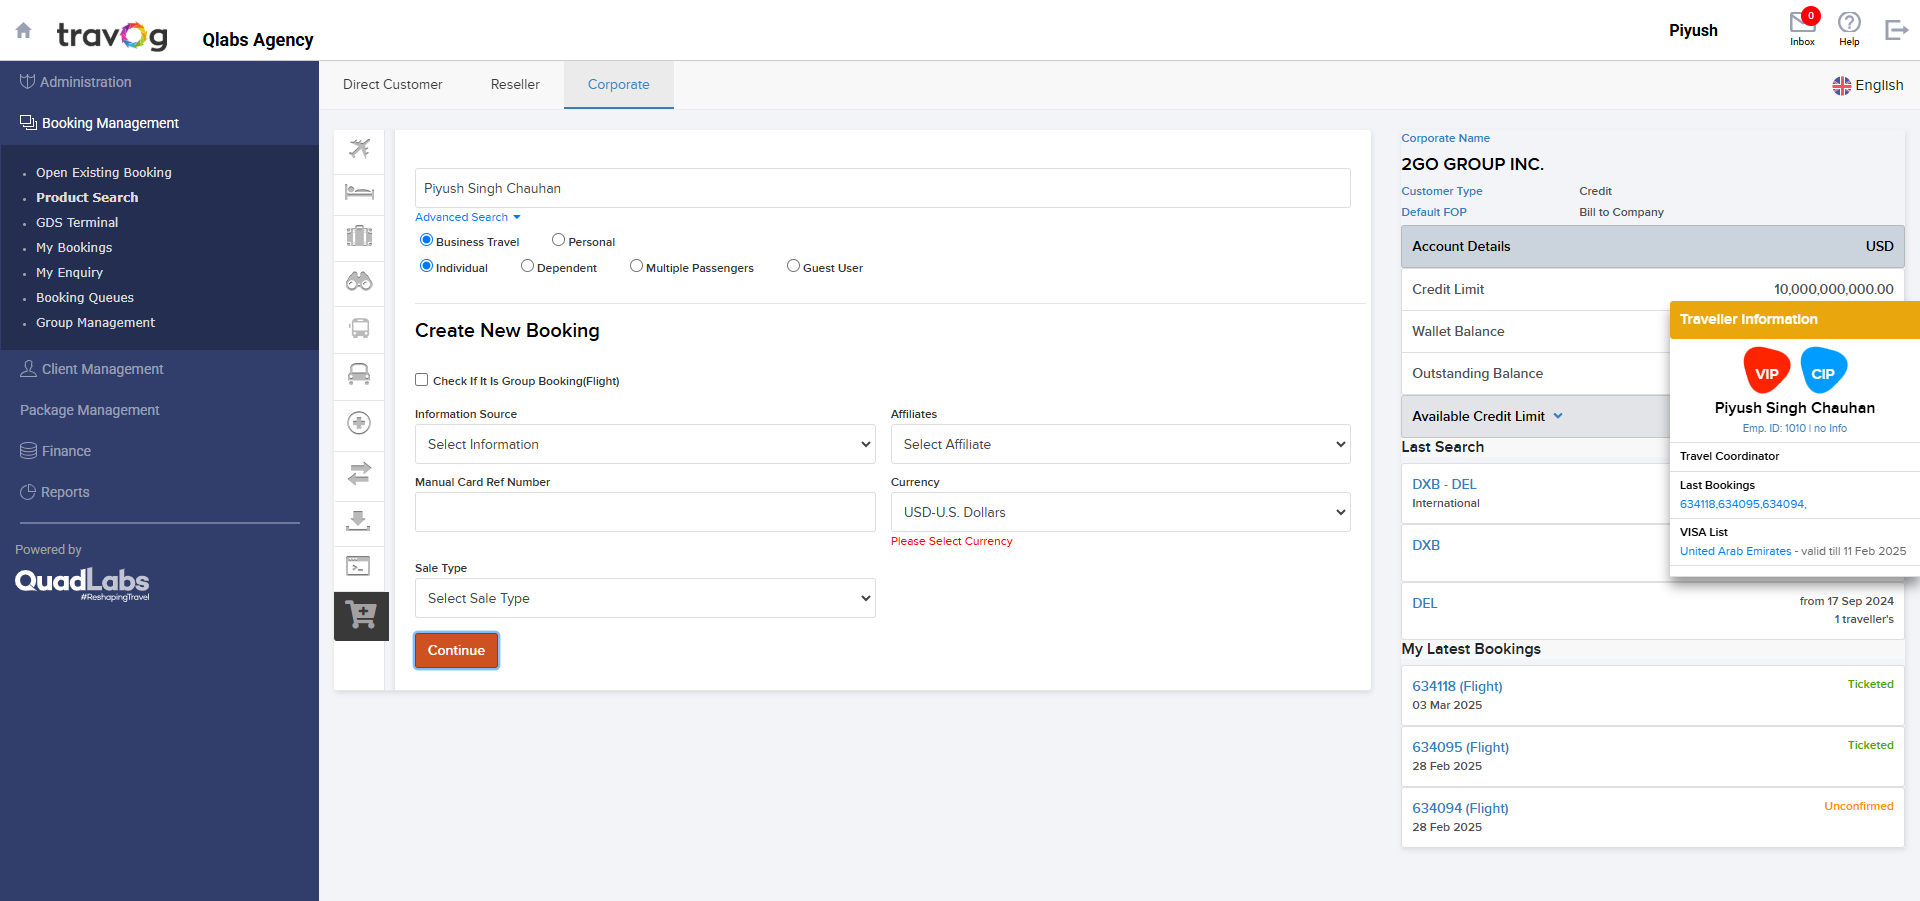 travog
Qlabs Agency
Piyush
0
Inbox
Help
Administration
Booking Management
Open Existing Booking
Product Search
GDS Terminal
My Bookings
My Enquiry
Booking Queues
Group Management
Client Management
Package Management
Finance
Reports
Powered by
QuadLabs
#ReshapingTravel
Direct Customer
Reseller
Corporate
English
Piyush Singh Chauhan
Advanced Search
Business Travel
Personal
Individual
Dependent
Multiple Passengers
Guest User
Create New Booking
Check If It Is Group Booking(Flight)
Information Source
Affiliates
Select Information
Select Affiliate
Manual Card Ref Number
Currency
USD-U.S. Dollars
Please Select Currency
Sale Type
Select Sale Type
Continue
Corporate Name
2GO GROUP INC.
Customer Type
Credit
Default FOP
Bill to Company
Account Details
USD
Credit Limit
10,000,000,000.00
Wallet Balance
Outstanding Balance
Available Credit Limit
Last Search
DXB - DEL
International
DXB
DEL
from 17 Sep 2024
1 traveller's
My Latest Bookings
634118 (Flight)
Ticketed
03 Mar 2025
634095 (Flight)
Ticketed
28 Feb 2025
634094 (Flight)
Unconfirmed
28 Feb 2025
Traveller Information
VIP
CIP
Piyush Singh Chauhan
Emp. ID: 1010 | no Info
Travel Coordinator
Last Bookings
634118,634095,634094,
VISA List
United Arab Emirates - valid till 11 Feb 2025